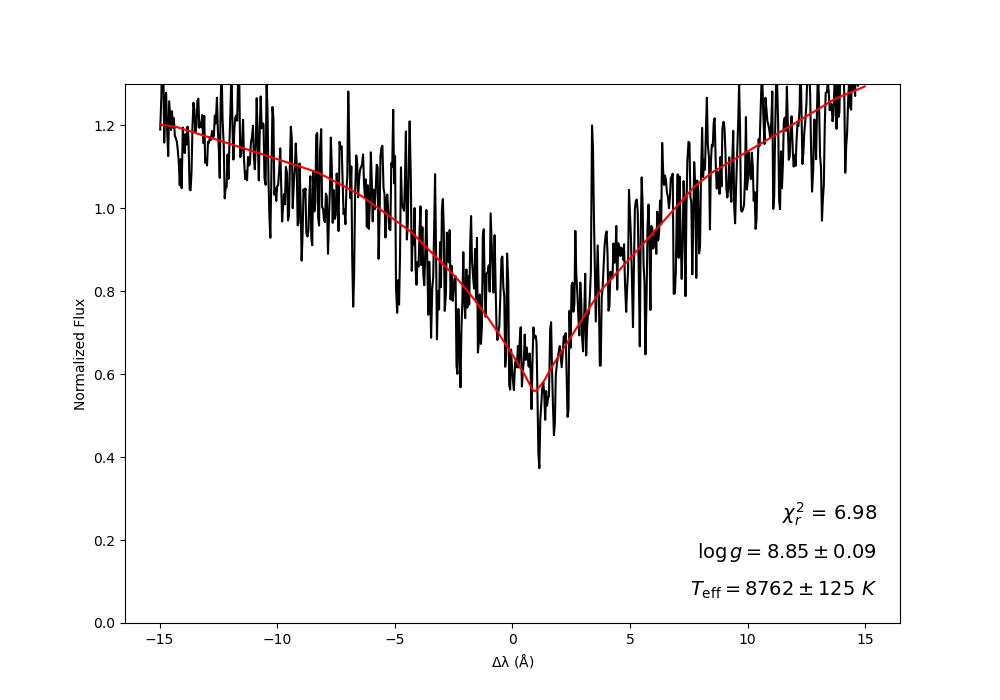 1.2
1.0
0.8
0.6
0.4
0.2
0.0
Normalized Flux
χ²ᵣ = 6.98
log g = 8.85 ± 0.09
T_eff = 8762 ± 125 K
−15
−10
−5
0
5
10
15
Δλ (Å)